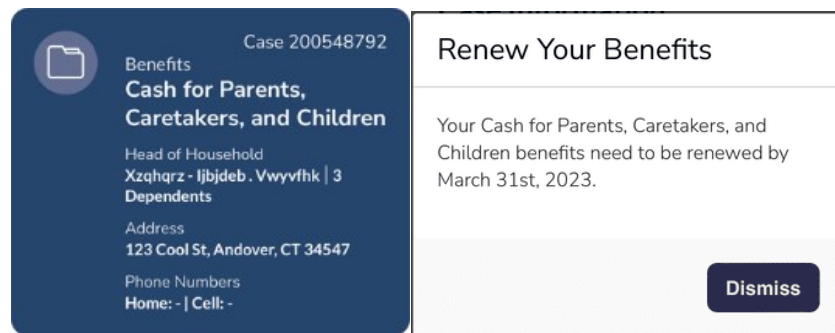 Case 200548792
Benefits
Cash for Parents,
Caretakers, and Children
Head of Household
Xzqhqrz - Ijbjdeb . Vwyvfhk | 3
Dependents
Address
123 Cool St, Andover, CT 34547
Phone Numbers
Home: - | Cell: -
Renew Your Benefits
Your Cash for Parents, Caretakers, and
Children benefits need to be renewed by
March 31st, 2023.
Dismiss